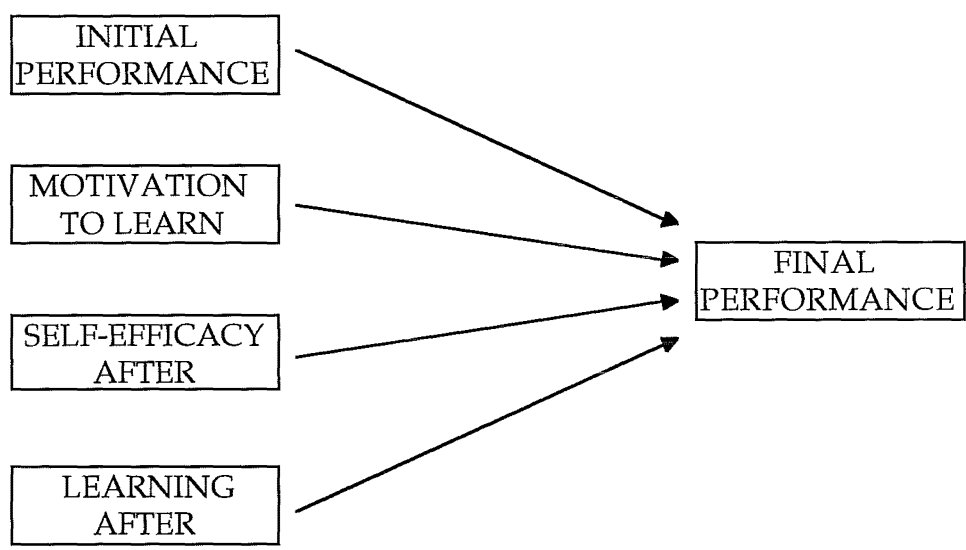 INITIAL
PERFORMANCE
MOTIVATION
TO LEARN
SELF-EFFICACY
AFTER
LEARNING
AFTER
FINAL
PERFORMANCE